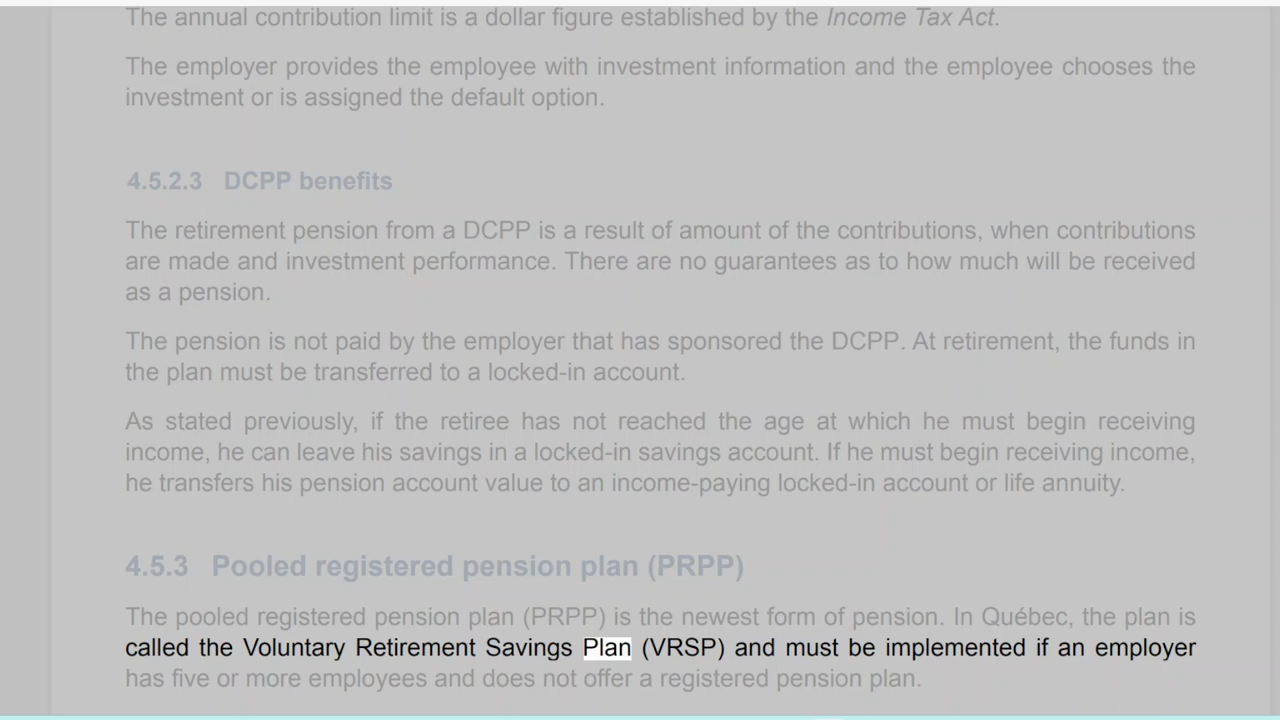 The annual contribution limit is a dollar figure established by the Income Tax Act.
The employer provides the employee with investment information and the employee chooses the
investment or is assigned the default option.
4.5.2.3 DCPP benefits
The retirement pension from a DCPP is a result of amount of the contributions, when contributions
are made and investment performance. There are no guarantees as to how much will be received
as a pension.
The pension is not paid by the employer that has sponsored the DCPP. At retirement, the funds in
the plan must be transferred to a locked-in account.
As stated previously, if the retiree has not reached the age at which he must begin receiving
income, he can leave his savings in a locked-in savings account. If he must begin receiving income,
he transfers his pension account value to an income-paying locked-in account or life annuity.
4.5.3 Pooled registered pension plan (PRPP)
The pooled registered pension plan (PRPP) is the newest form of pension. In Québec, the plan is
called the Voluntary Retirement Savings Plan (VRSP) and must be implemented if an employer
has five or more employees and does not offer a registered pension plan.